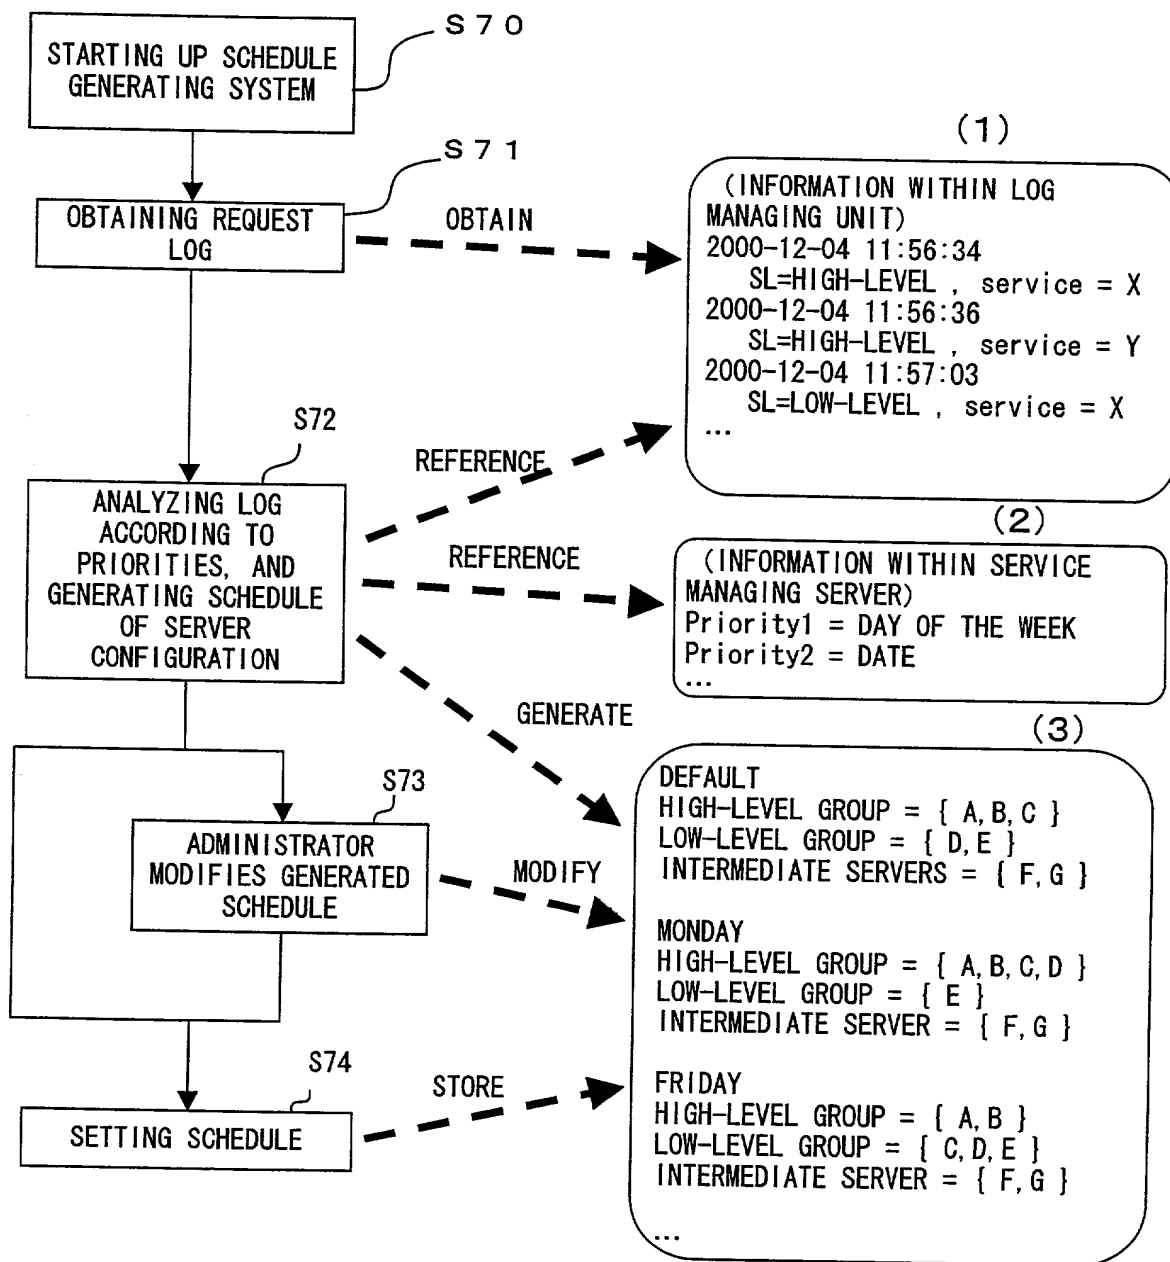 S70
STARTING UP SCHEDULE
GENERATING SYSTEM
S71
OBTAINING REQUEST
LOG
OBTAIN
(1)
(INFORMATION WITHIN LOG
MANAGING UNIT)
2000-12-04 11:56:34
SL=HIGH-LEVEL , service = X
2000-12-04 11:56:36
SL=HIGH-LEVEL , service = Y
2000-12-04 11:57:03
SL=LOW-LEVEL , service = X
...
S72
ANALYZING LOG
ACCORDING TO
PRIORITIES, AND
GENERATING SCHEDULE
OF SERVER
CONFIGURATION
REFERENCE
REFERENCE
(2)
(INFORMATION WITHIN SERVICE
MANAGING SERVER)
Priority1 = DAY OF THE WEEK
Priority2 = DATE
...
GENERATE
(3)
DEFAULT
HIGH-LEVEL GROUP = { A, B, C }
LOW-LEVEL GROUP = { D, E }
INTERMEDIATE SERVERS = { F, G }
MONDAY
HIGH-LEVEL GROUP = { A, B, C, D }
LOW-LEVEL GROUP = { E }
INTERMEDIATE SERVER = { F, G }
FRIDAY
HIGH-LEVEL GROUP = { A, B }
LOW-LEVEL GROUP = { C, D, E }
INTERMEDIATE SERVER = { F, G }
...
S73
ADMINISTRATOR
MODIFIES GENERATED
SCHEDULE
MODIFY
S74
SETTING SCHEDULE
STORE